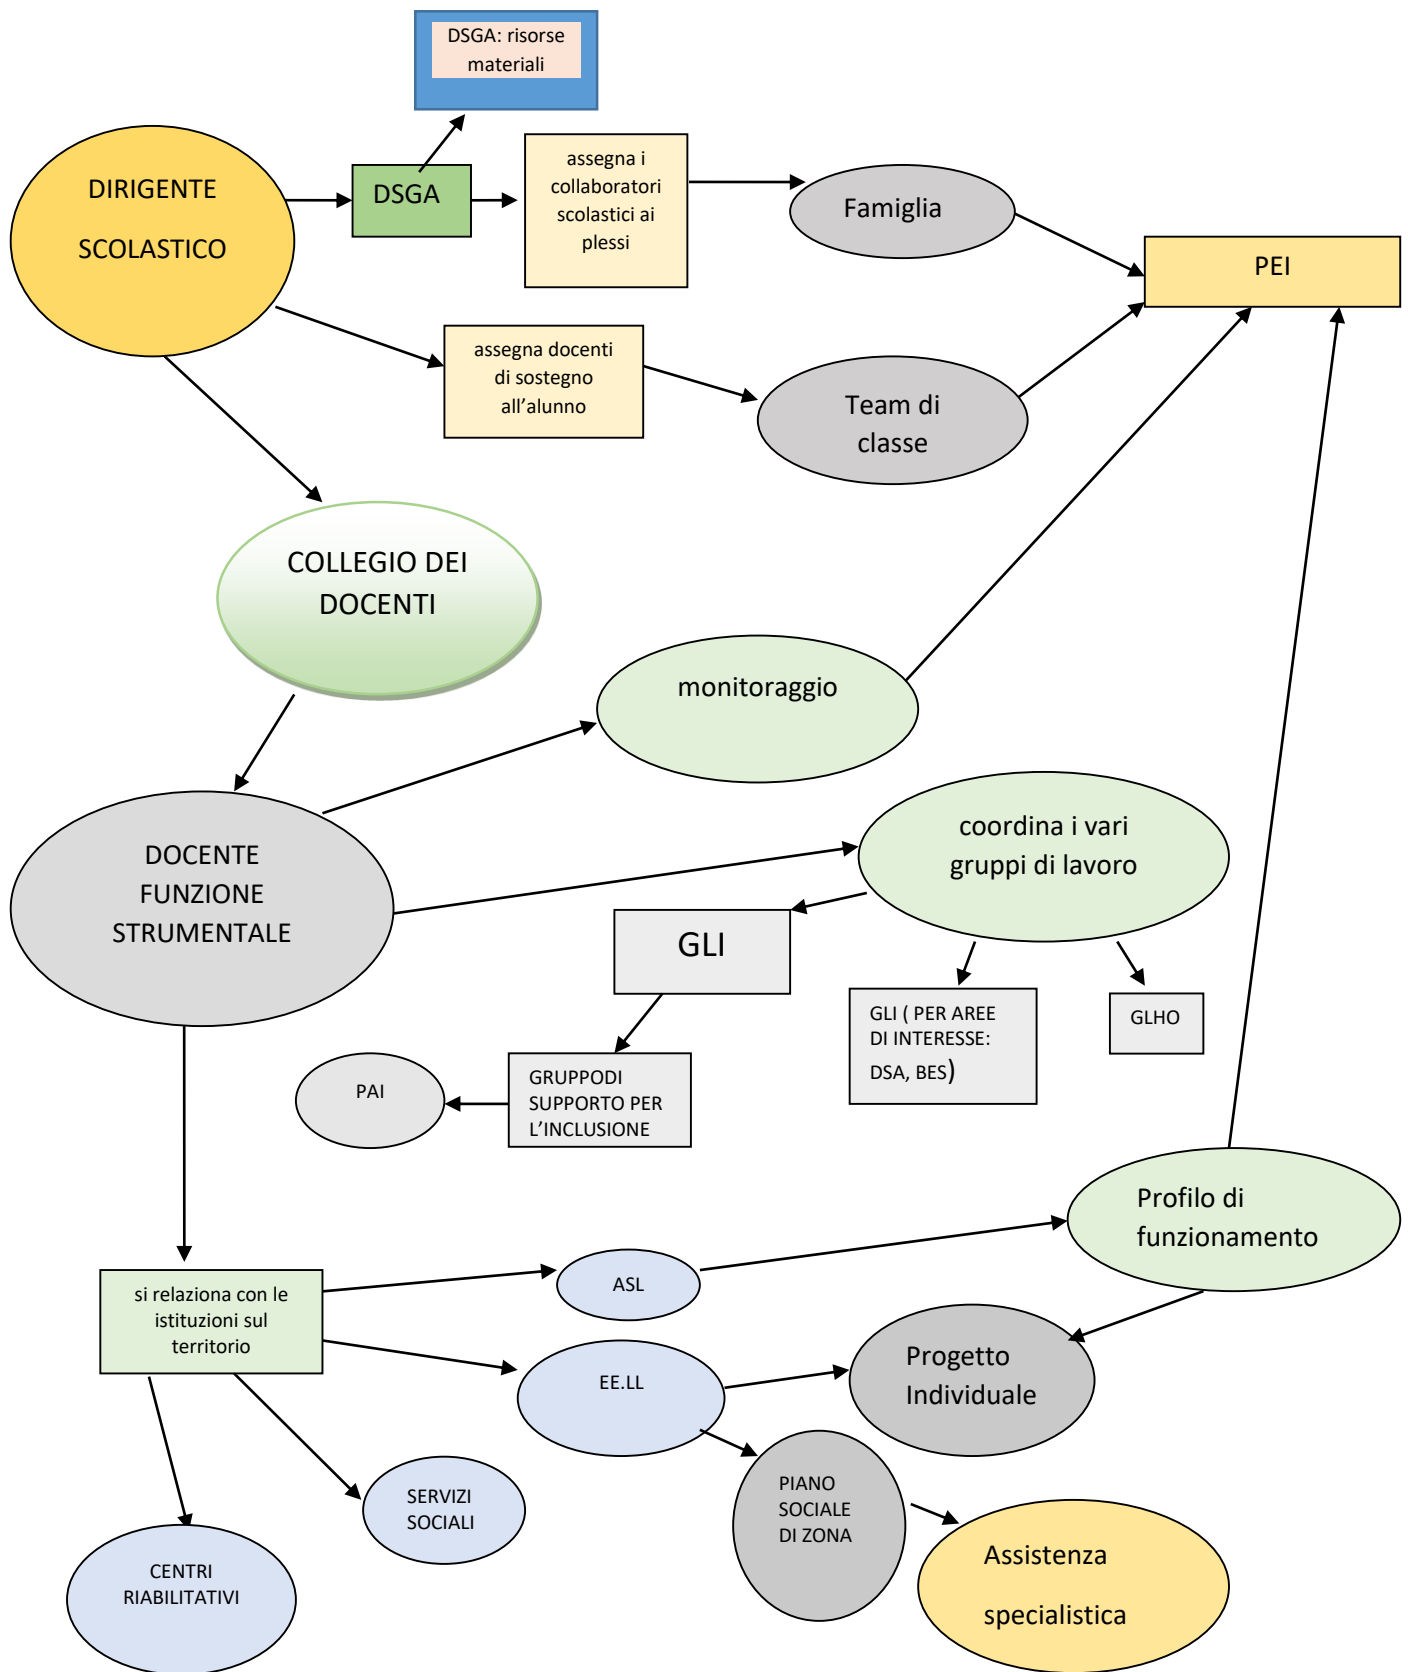 DSGA: risorse
materiali
DIRIGENTE
SCOLASTICO
DSGA
assegna i
collaboratori
scolastici ai
plessi
Famiglia
PEI
assegna docenti
di sostegno
all’alunno
Team di
classe
COLLEGIO DEI
DOCENTI
monitoraggio
DOCENTE
FUNZIONE
STRUMENTALE
coordina i vari
gruppi di lavoro
GLI
GLI ( PER AREE
DI INTERESSE:
DSA, BES)
GLHO
PAI
GRUPPODI
SUPPORTO PER
L’INCLUSIONE
Profilo di
funzionamento
si relaziona con le
istituzioni sul
territorio
ASL
EE.LL
Progetto
Individuale
SERVIZI
SOCIALI
PIANO
SOCIALE
DI ZONA
CENTRI
RIABILITATIVI
Assistenza
specialistica